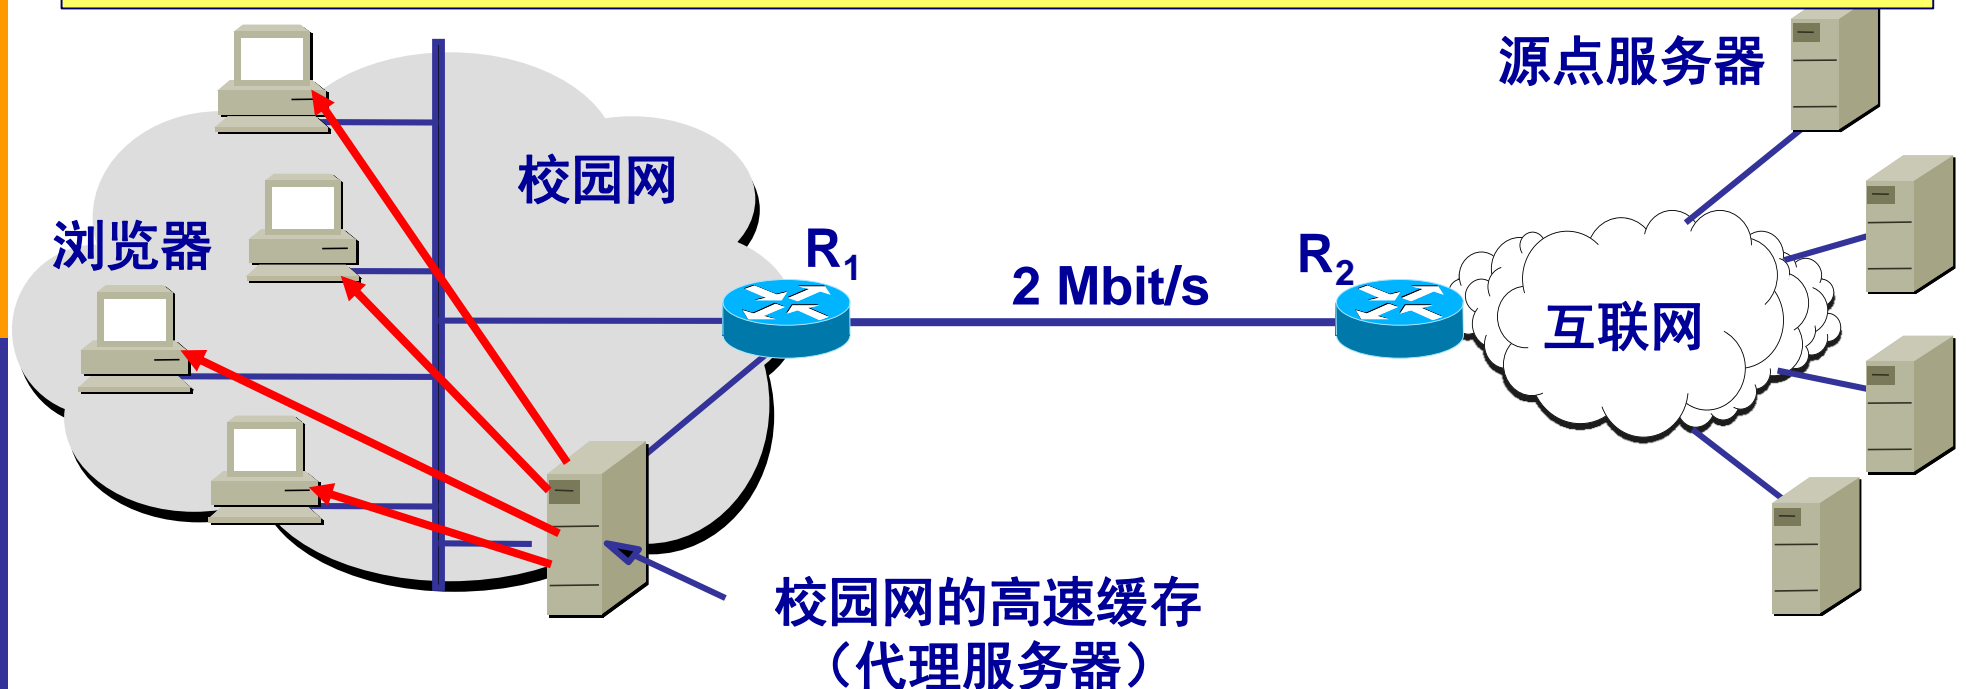 源点服务器
校园网
浏览器
R1
2 Mbit/s
R2
互联网
校园网的高速缓存
（代理服务器）